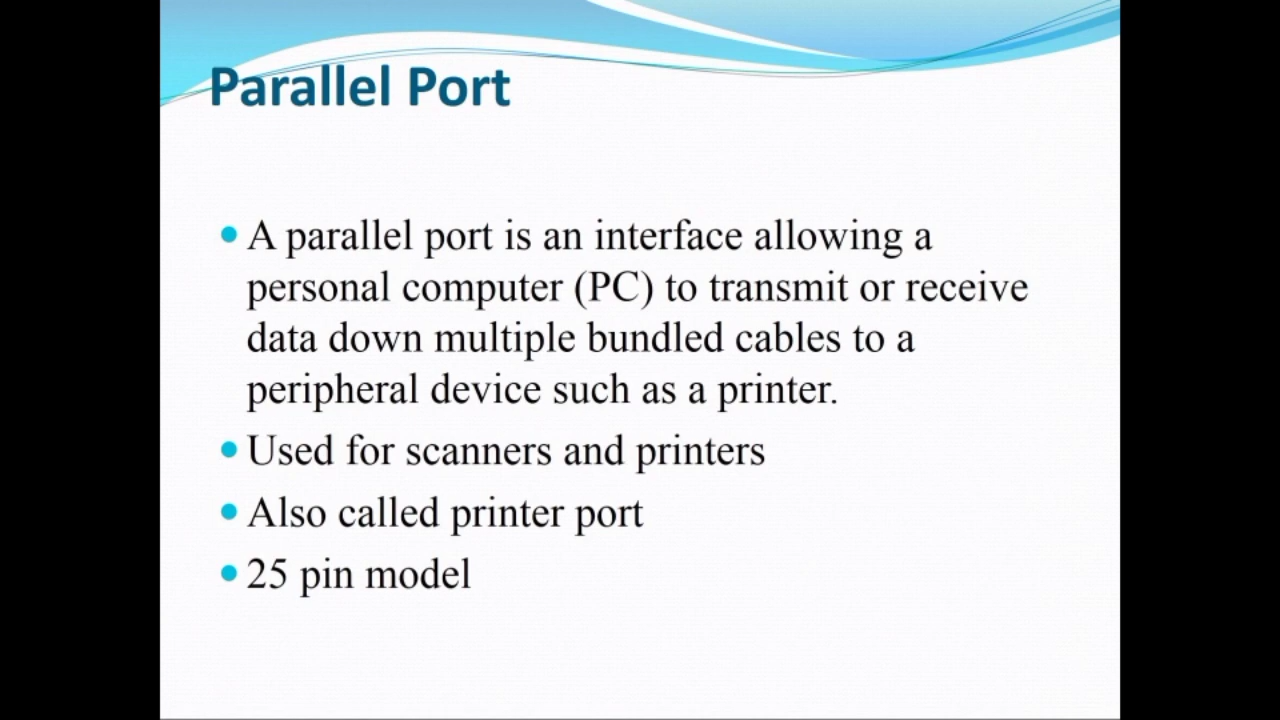 Parallel Port
• A parallel port is an interface allowing a
personal computer (PC) to transmit or receive
data down multiple bundled cables to a
peripheral device such as a printer.
• Used for scanners and printers
• Also called printer port
• 25 pin model